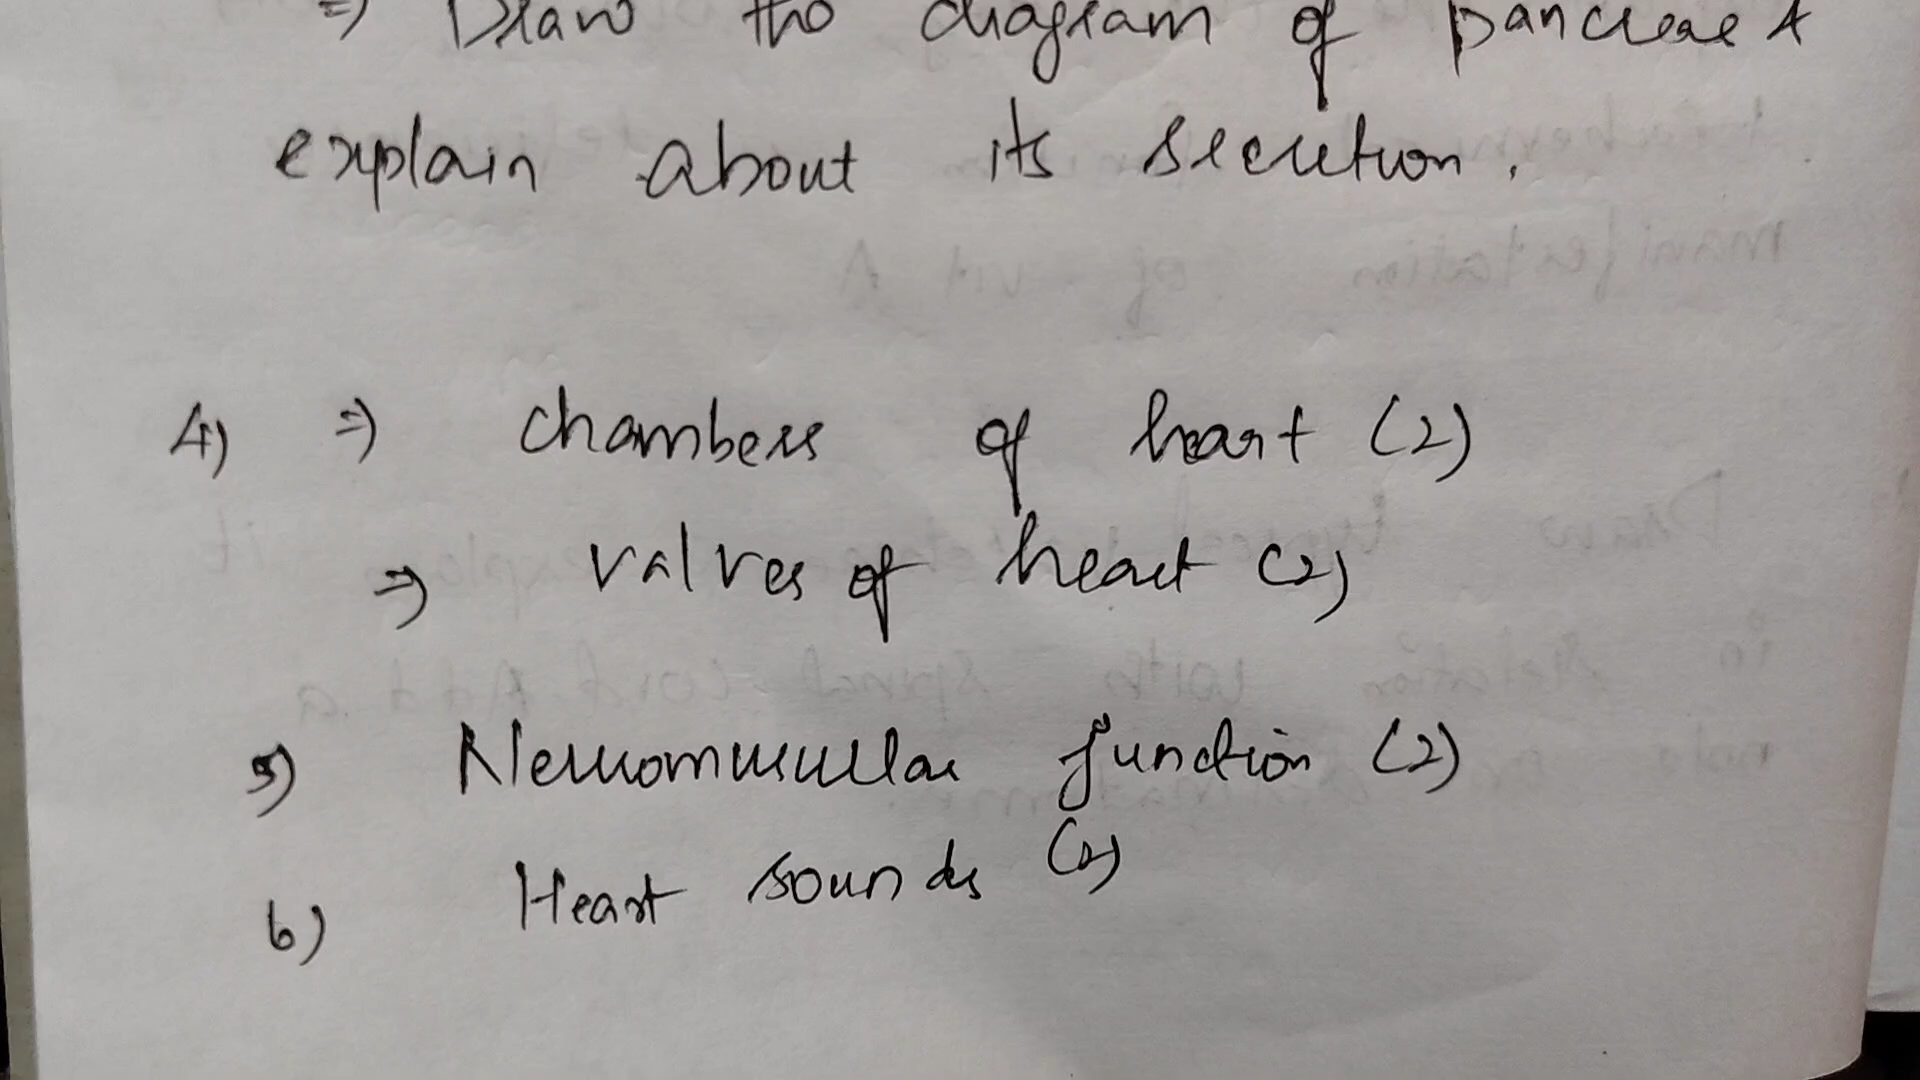 =) Draw the diagram of pancreas &
explain about its secretion.
4) => chambers of heart (2)
=> valves of heart (2)
5) Neuromuscular function (2)
6) Heart sounds (2)